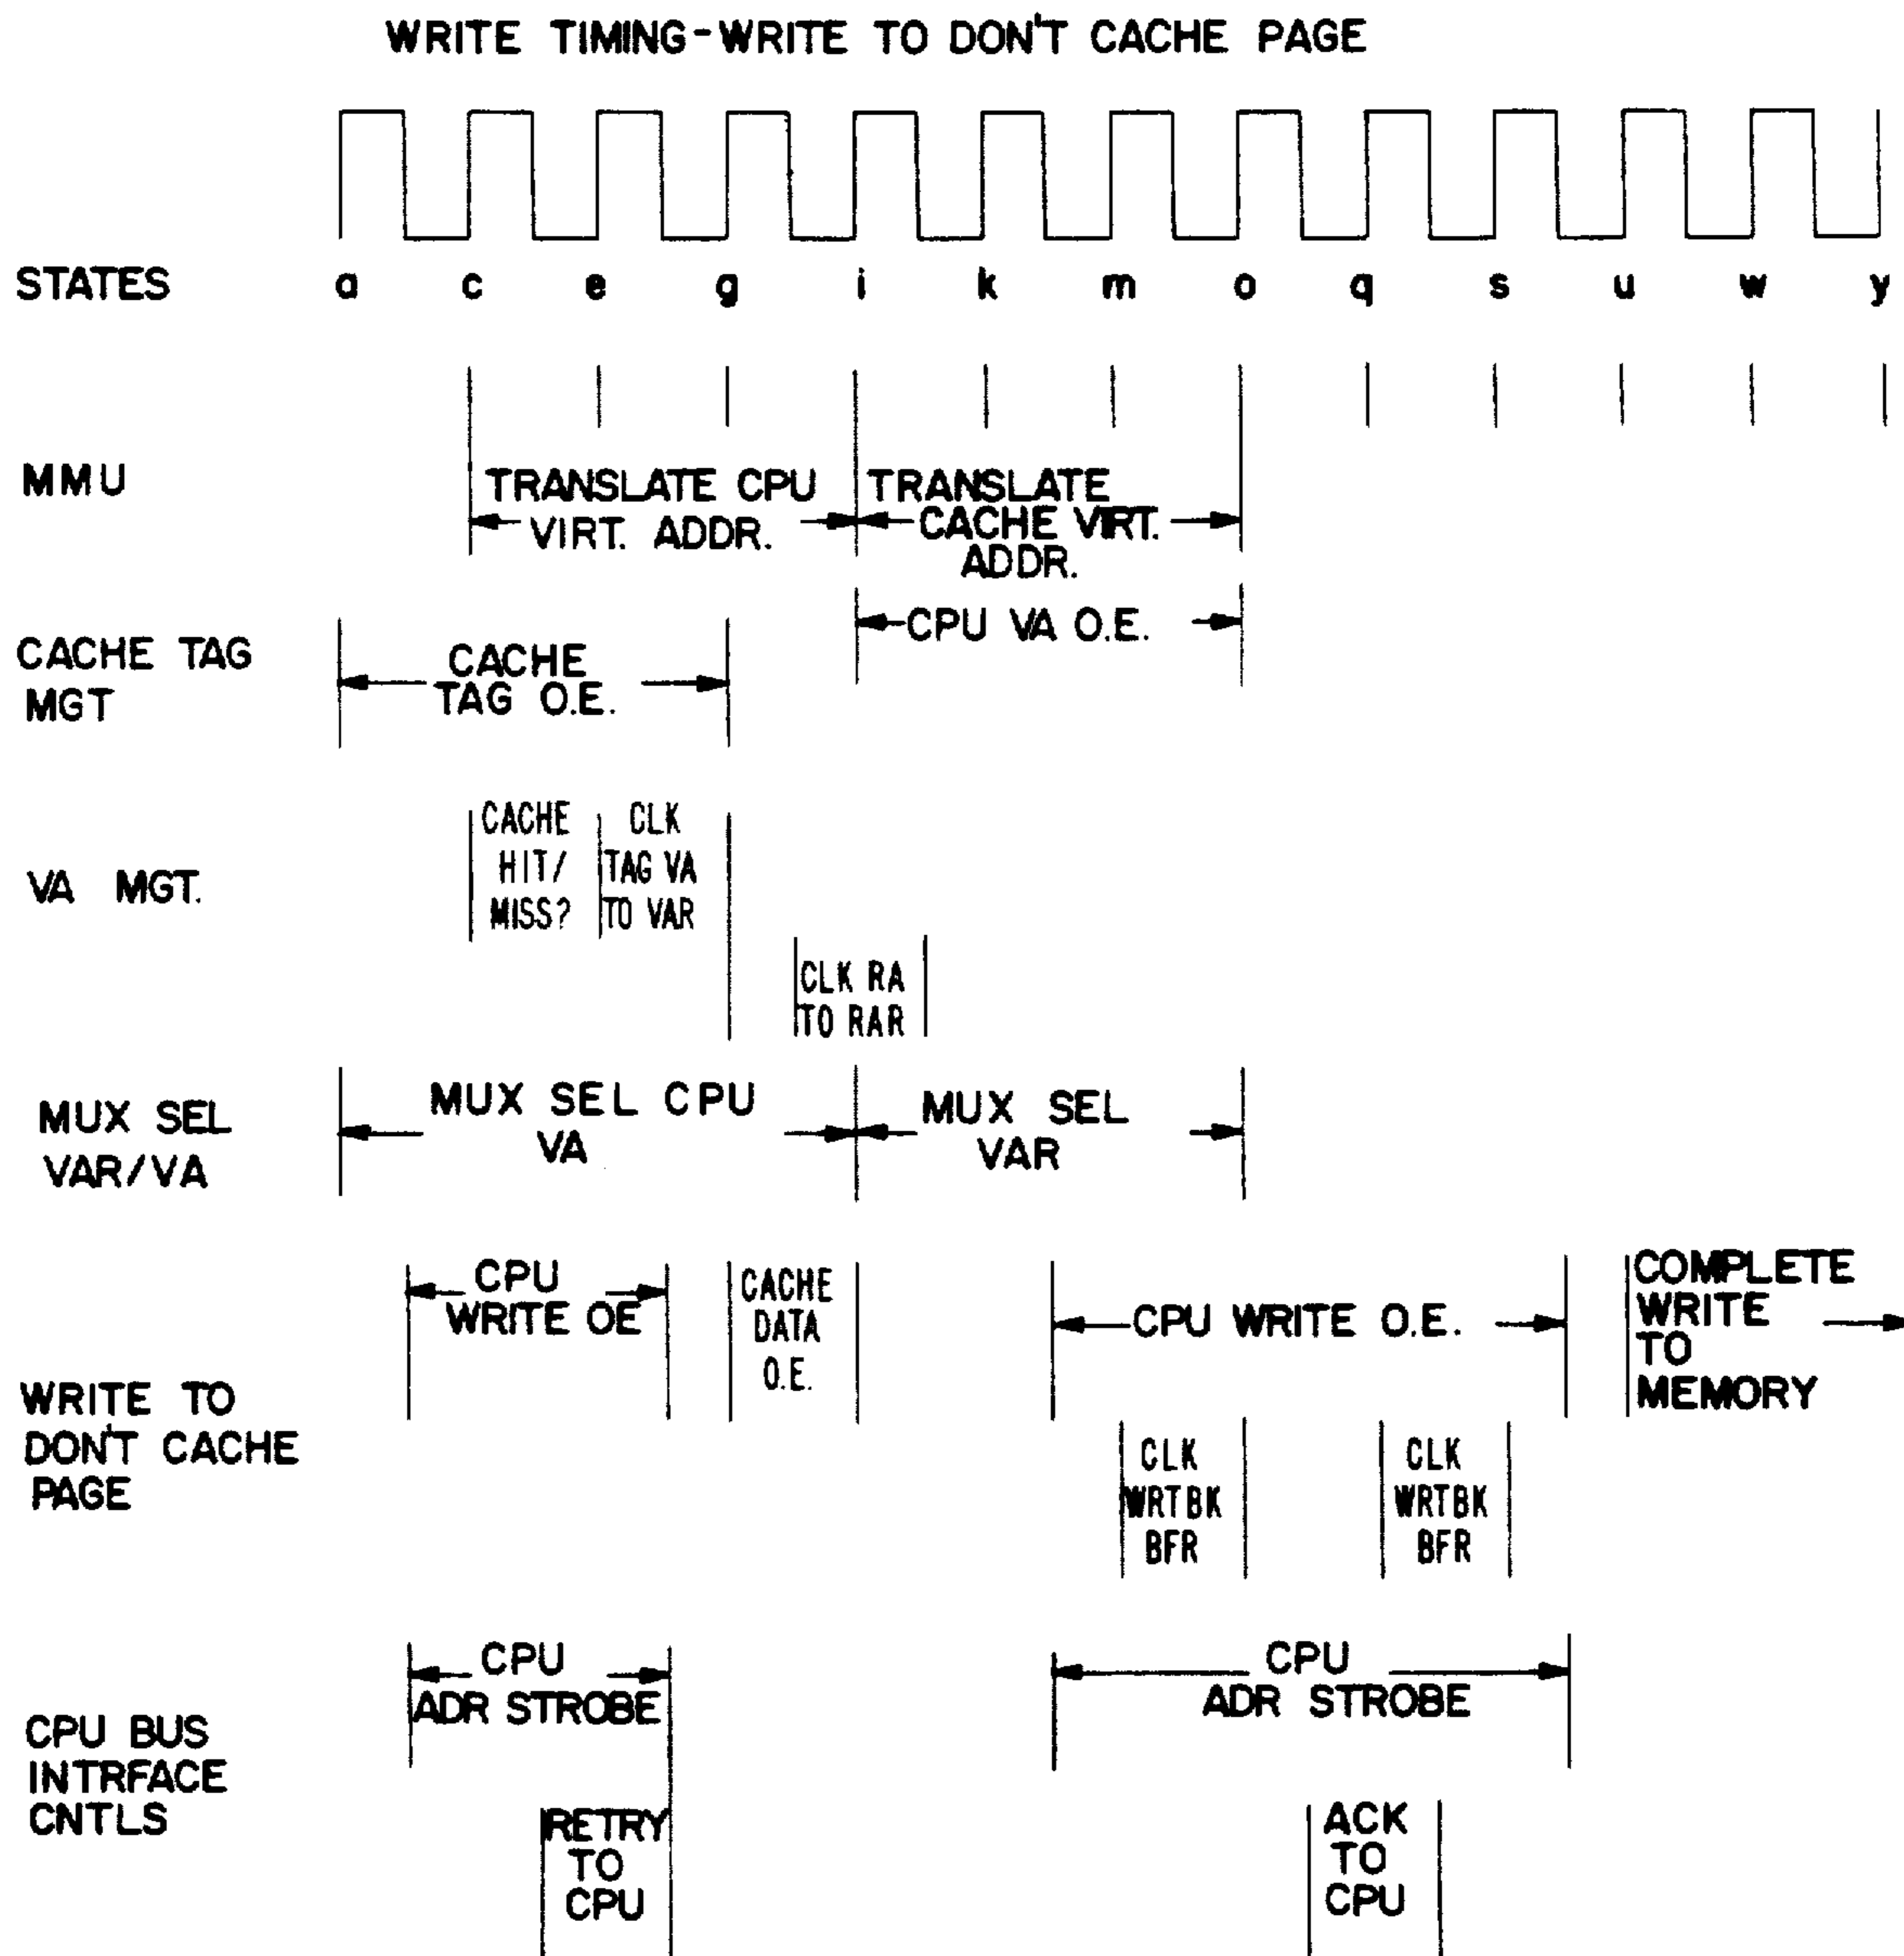 WRITE TIMING-WRITE TO DON'T CACHE PAGE
STATES a c e g i k m o q s u w y
MMU
TRANSLATE CPU
VIRT. ADDR.
TRANSLATE
CACHE VIRT.
ADDR.
CPU VA O.E.
CACHE TAG
MGT
CACHE
TAG O.E.
VA MGT.
CACHE
HIT/
MISS?
CLK
TAG VA
TO VAR
CLK RA
TO RAR
MUX SEL
VAR/VA
MUX SEL CPU
VA
MUX SEL
VAR
WRITE TO
DON'T CACHE
PAGE
CPU
WRITE OE
CACHE
DATA
O.E.
CPU WRITE O.E.
COMPLETE
WRITE
TO
MEMORY
CLK
WRTBK
BFR
CLK
WRTBK
BFR
CPU BUS
INTRFACE
CNTLS
CPU
ADR STROBE
CPU
ADR STROBE
RETRY
TO
CPU
ACK
TO
CPU